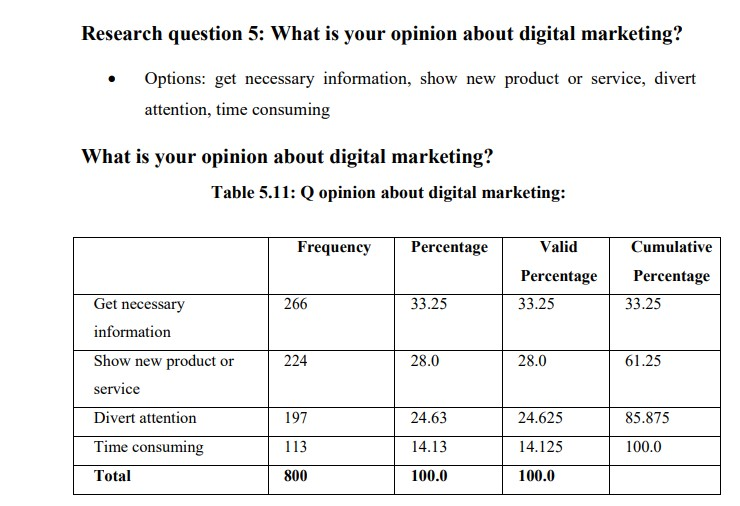 Research question 5: What is your opinion about digital marketing?
• Options: get necessary information, show new product or service, divert
attention, time consuming
What is your opinion about digital marketing?
Table 5.11: Q opinion about digital marketing:
Frequency Percentage Valid Percentage Cumulative Percentage
Get necessary information 266 33.25 33.25 33.25
Show new product or service 224 28.0 28.0 61.25
Divert attention 197 24.63 24.625 85.875
Time consuming 113 14.13 14.125 100.0
Total 800 100.0 100.0